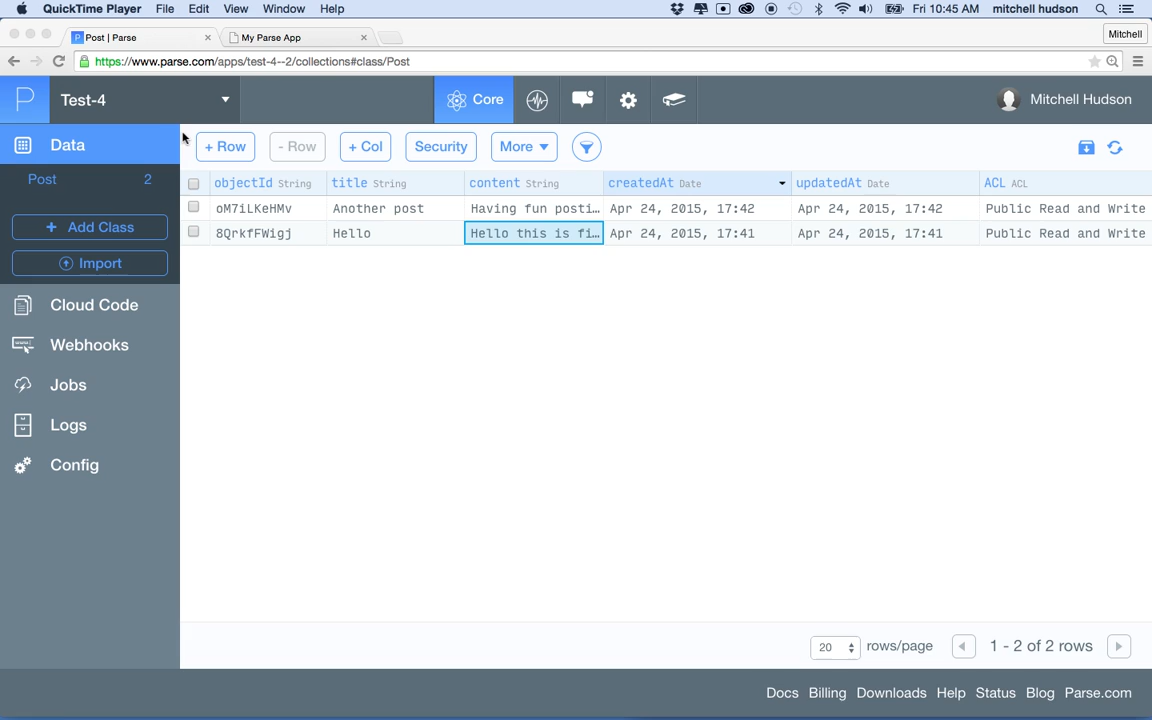 QuickTime Player File Edit View Window Help Fri 10:45 AM mitchell hudson
Post | Parse My Parse App Mitchell
https://www.parse.com/apps/test-4--2/collections#class/Post
P Test-4 Core Mitchell Hudson
Data + Row - Row + Col Security More
Post 2 objectId String title String content String createdAt Date updatedAt Date ACL ACL
oM7iLKeHMv Another post Having fun posti… Apr 24, 2015, 17:42 Apr 24, 2015, 17:42 Public Read and Write
8QrkfFWigj Hello Hello this is fi… Apr 24, 2015, 17:41 Apr 24, 2015, 17:41 Public Read and Write
+ Add Class
Import
Cloud Code
Webhooks
Jobs
Logs
Config
20 rows/page 1 - 2 of 2 rows
Docs Billing Downloads Help Status Blog Parse.com